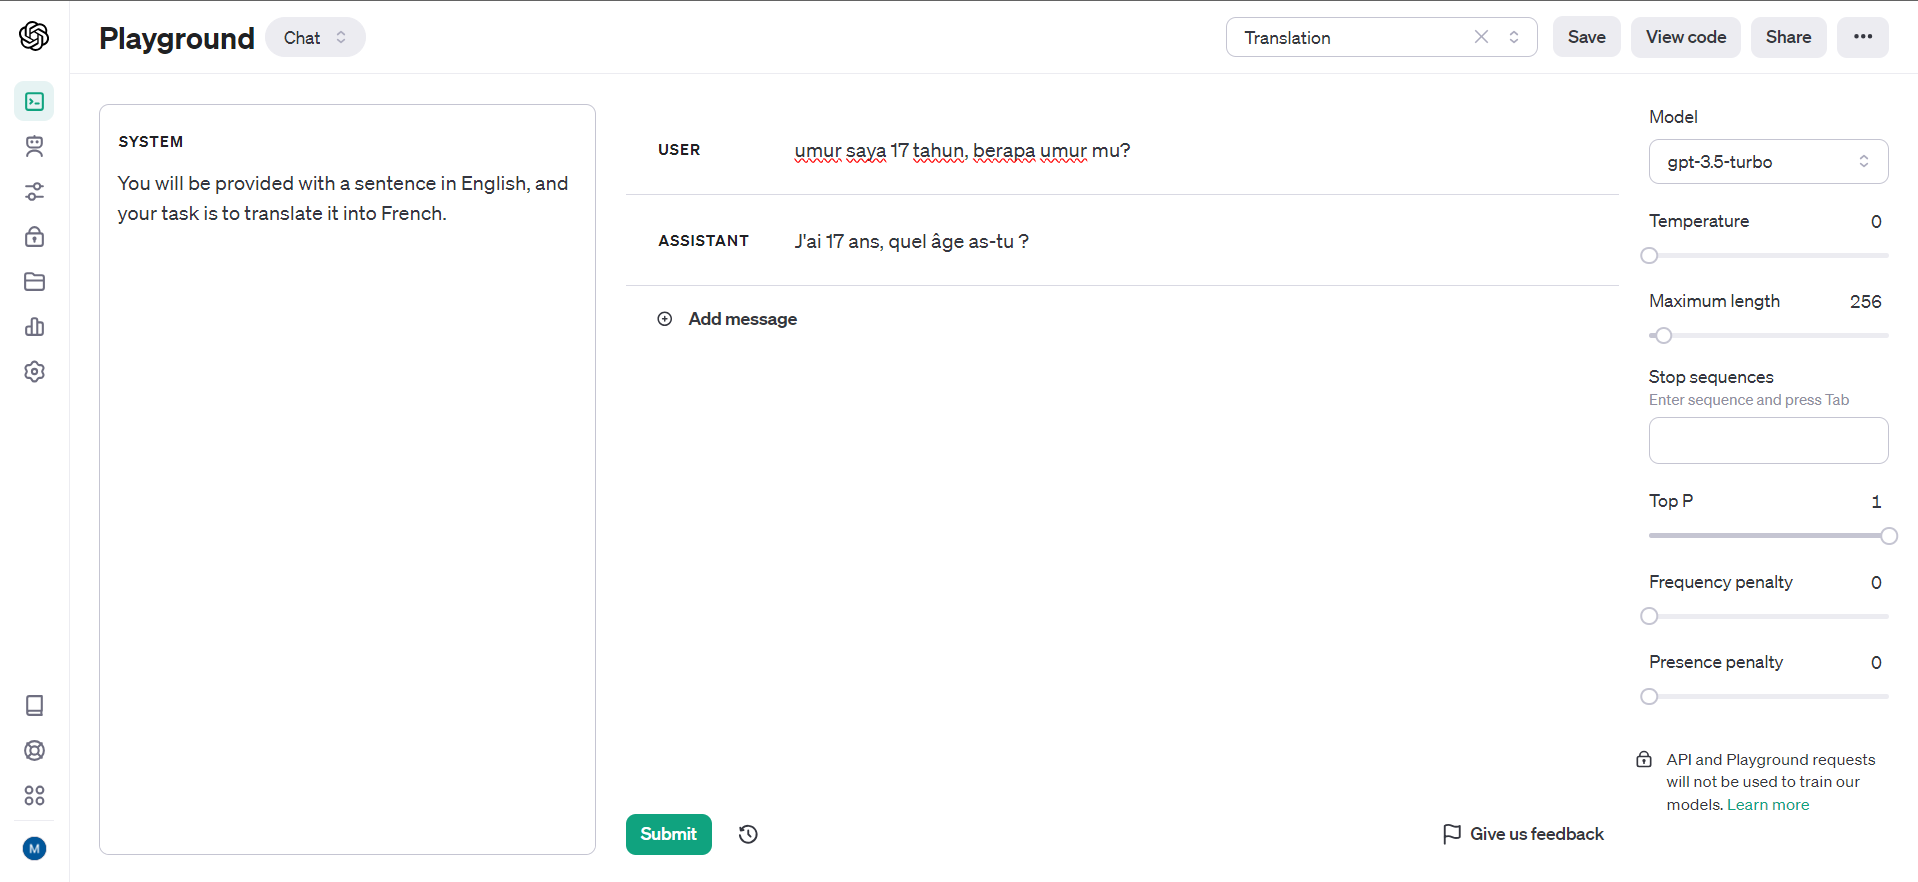 Playground
Chat
Translation
Save
View code
Share
SYSTEM
You will be provided with a sentence in English, and
your task is to translate it into French.
USER
umur saya 17 tahun, berapa umur mu?
ASSISTANT
J'ai 17 ans, quel âge as-tu ?
Add message
Submit
Give us feedback
Model
gpt-3.5-turbo
Temperature 0
Maximum length 256
Stop sequences
Enter sequence and press Tab
Top P 1
Frequency penalty 0
Presence penalty 0
API and Playground requests
will not be used to train our
models. Learn more
M